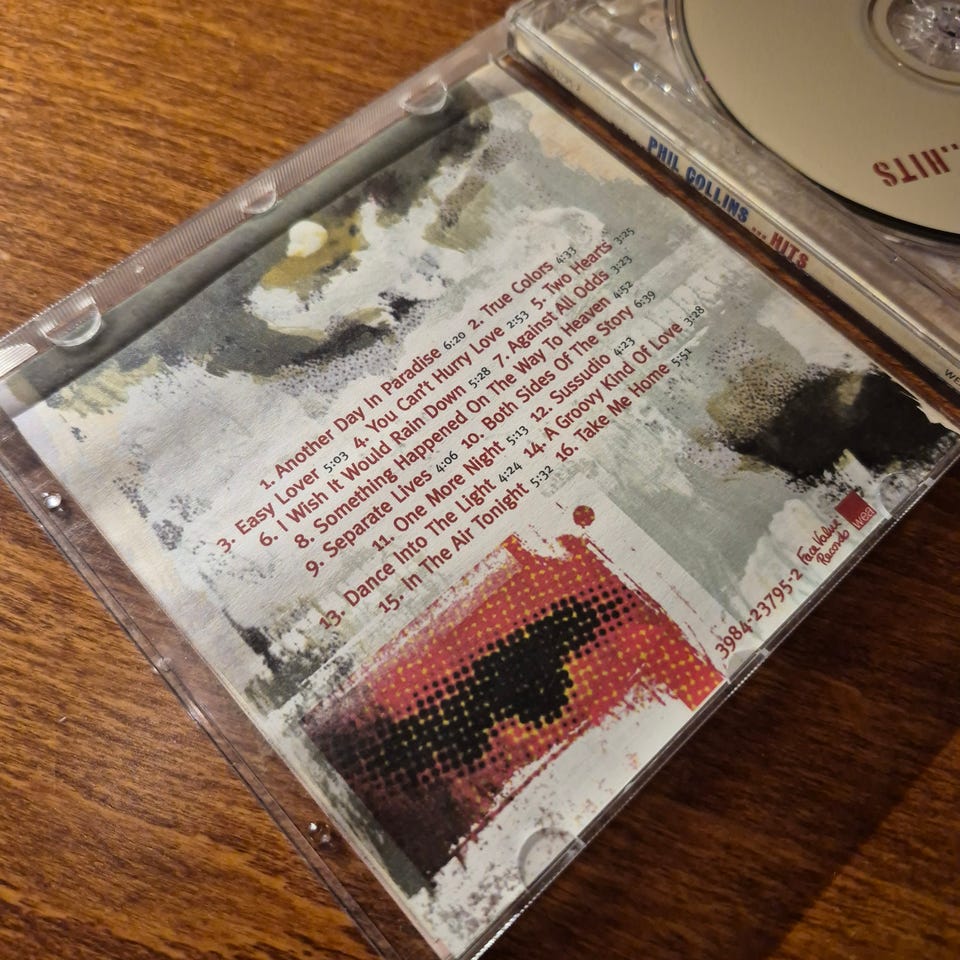 ...HITS
PHIL COLLINS ...HITS
1. Another Day In Paradise 6:20 2. True Colors 4:33
3. Easy Lover 5:03 4. You Can't Hurry Love 2:53 5. Two Hearts 3:25
6. I Wish It Would Rain Down 5:28 7. Against All Odds 3:23
8. Something Happened On The Way To Heaven 4:52
9. Separate Lives 4:06 10. Both Sides Of The Story 6:39
11. One More Night 5:13 12. Sussudio 4:23
13. Dance Into The Light 4:24 14. A Groovy Kind Of Love 3:28
15. In The Air Tonight 5:32 16. Take Me Home 5:51
3984-23795-2
Face Value
Records
wea